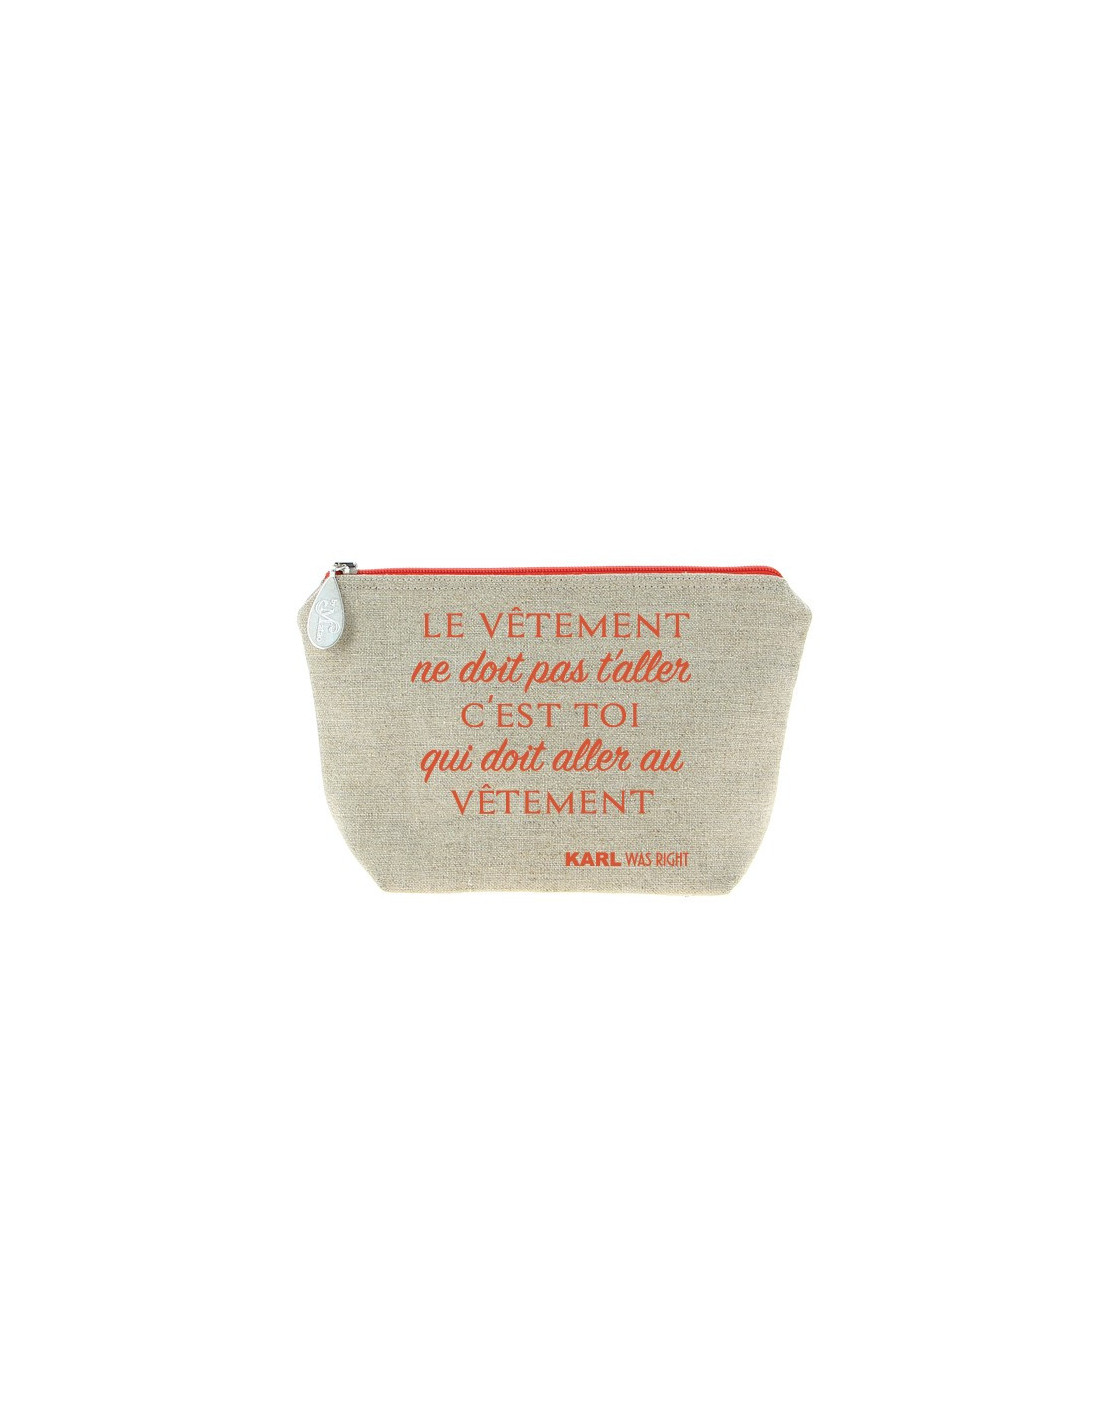 LE VÊTEMENT
ne doit pas t'aller
C'EST TOI
qui doit aller au
VÊTEMENT
KARL WAS RIGHT